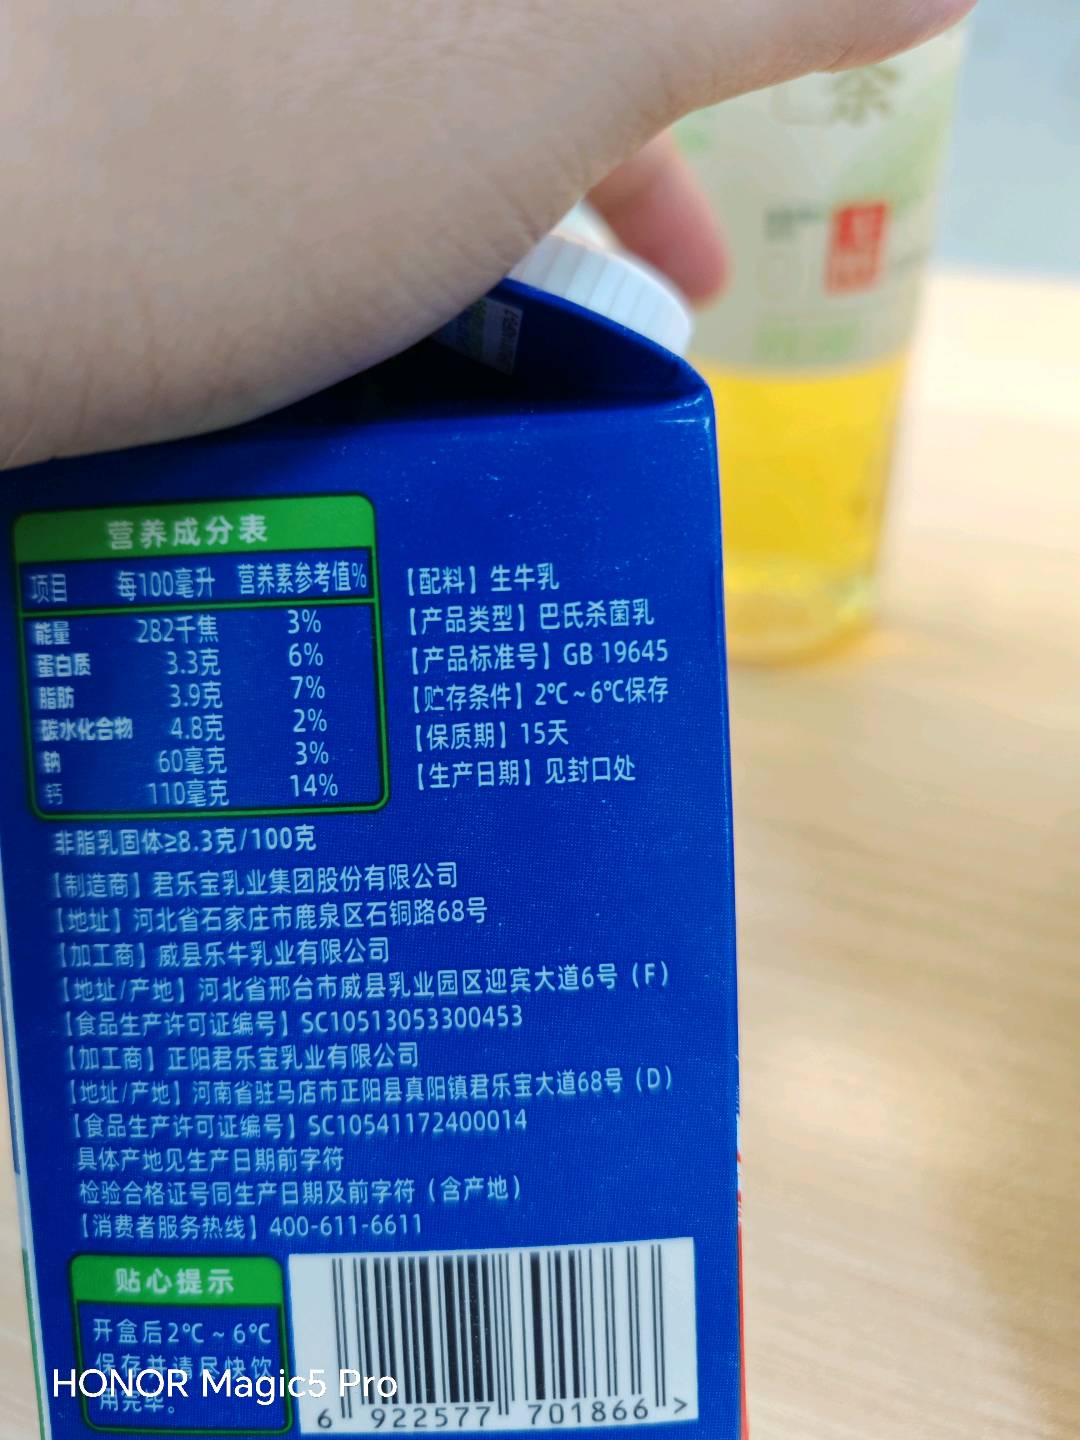 茶
营养成分表
项目 每100毫升 营养素参考值%
能量 282千焦 3%
蛋白质 3.3克 6%
脂肪 3.9克 7%
碳水化合物 4.8克 2%
钠 60毫克 3%
钙 110毫克 14%
【配料】生牛乳
【产品类型】巴氏杀菌乳
【产品标准号】GB 19645
【贮存条件】2℃~6℃保存
【保质期】15天
【生产日期】见封口处
非脂乳固体≥8.3克/100克
【制造商】君乐宝乳业集团股份有限公司
【地址】河北省石家庄市鹿泉区石铜路68号
【加工商】威县乐牛乳业有限公司
【地址/产地】河北省邢台市威县乳业园区迎宾大道6号（F）
【食品生产许可证编号】SC10513053300453
【加工商】正阳君乐宝乳业有限公司
【地址/产地】河南省驻马店市正阳县真阳镇君乐宝大道68号（D）
【食品生产许可证编号】SC10541172400014
具体产地见生产日期前字符
检验合格证号同生产日期及前字符（含产地）
【消费者服务热线】400-611-6611
贴心提示
开盒后2℃~6℃
保存并请尽快饮
用完毕。
HONOR Magic5 Pro
6 922577 701866 >